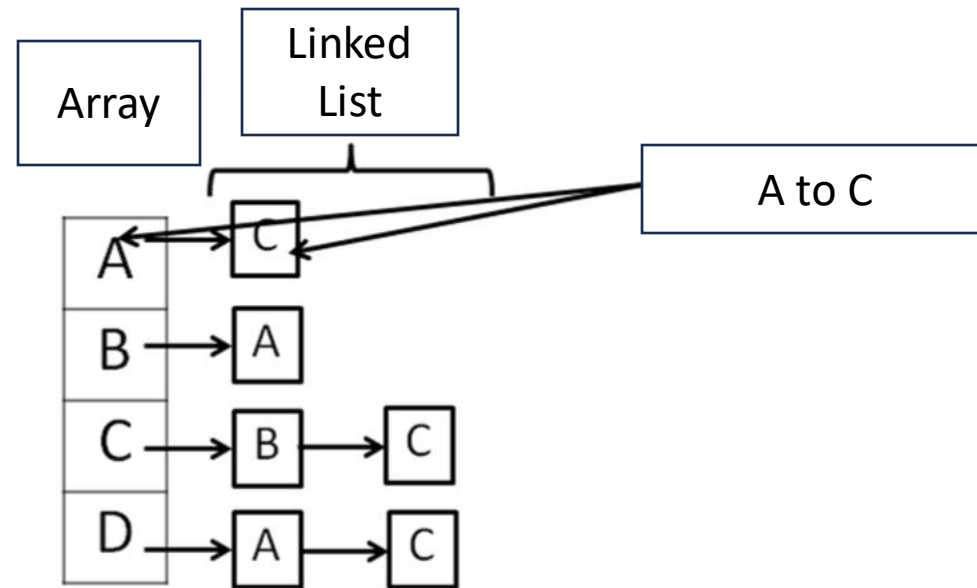 Array
Linked
List
A to C
A C
B A
C B C
D A C